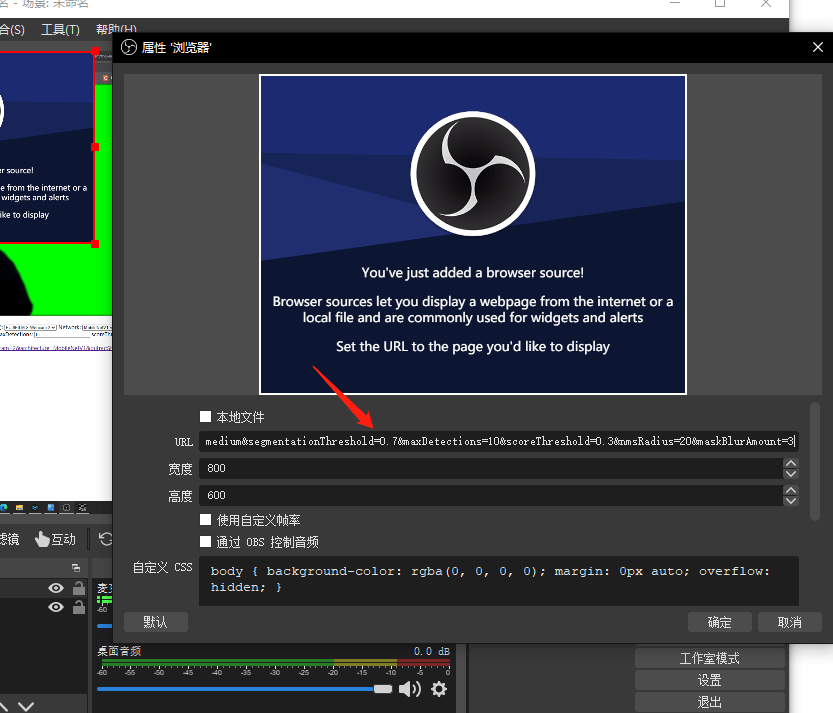 名 - 场景: 未命名
合(S) 工具(T) 帮助(H)
属性 '浏览器'
er source!
e from the internet or a
widgets and alerts
ike to display
You've just added a browser source!
Browser sources let you display a webpage from the internet or a
local file and are commonly used for widgets and alerts
Set the URL to the page you'd like to display
Network:
本地文件
URL medium&segmentationThreshold=0.7&maxDetections=10&scoreThreshold=0.3&nmsRadius=20&maskBlurAmount=3
宽度 800
高度 600
使用自定义帧率
通过 OBS 控制音频
自定义 CSS body { background-color: rgba(0, 0, 0, 0); margin: 0px auto; overflow:
hidden; }
滤镜 互动
默认 确定 取消
-60
桌面音频 0.0 dB
-60 -55 -50 -45 -40 -35 -30 -25 -20 -15 -10 -5 0
工作室模式
设置
退出